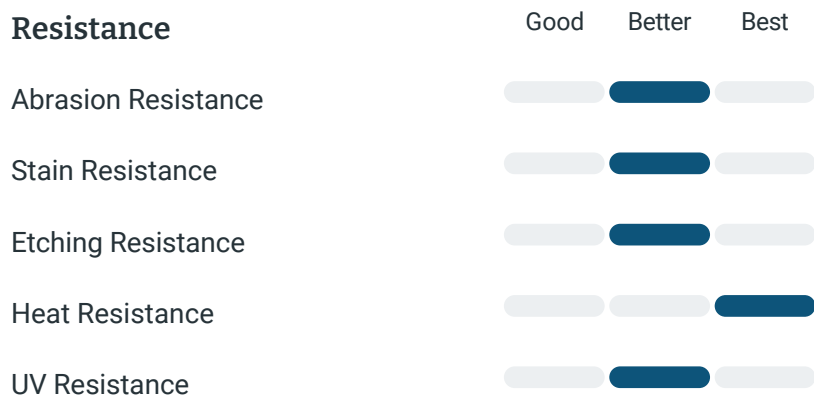 Resistance Good Better Best
Abrasion Resistance
Stain Resistance
Etching Resistance
Heat Resistance
UV Resistance